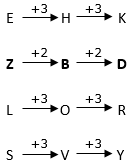 E +3 H +3 K
Z +2 B +2 D
L +3 O +3 R
S +3 V +3 Y